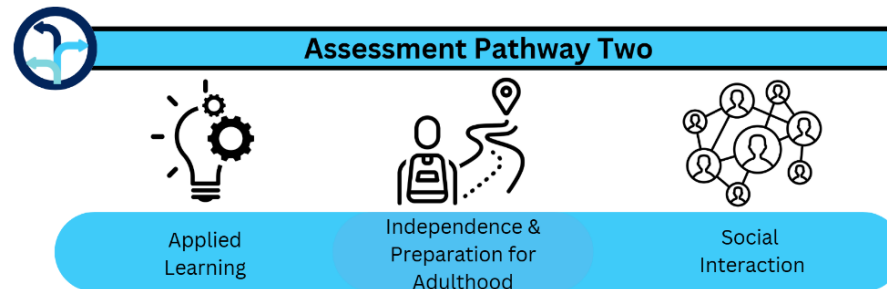 Assessment Pathway Two
Applied
Learning
Independence &
Preparation for
Adulthood
Social
Interaction